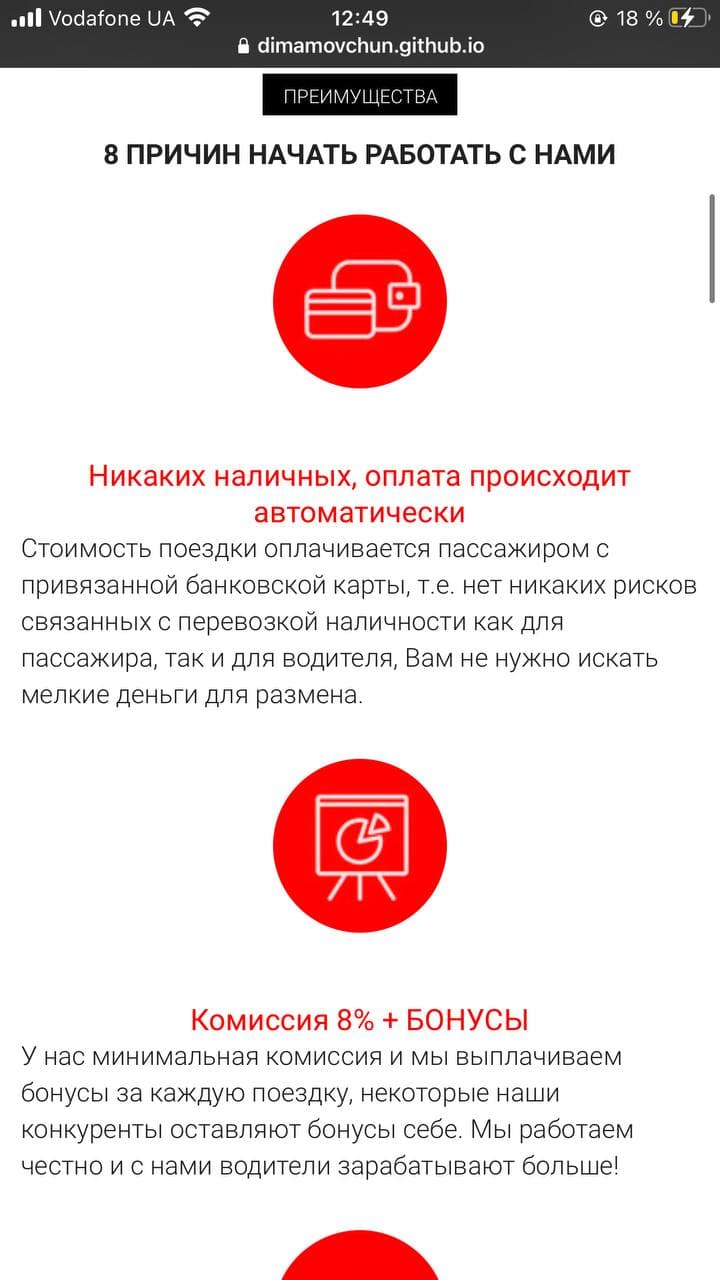 Vodafone UA 12:49 18 %
dimamovchun.github.io
ПРЕИМУЩЕСТВА
8 ПРИЧИН НАЧАТЬ РАБОТАТЬ С НАМИ
Никаких наличных, оплата происходит
автоматически
Стоимость поездки оплачивается пассажиром с
привязанной банковской карты, т.е. нет никаких рисков
связанных с перевозкой наличности как для
пассажира, так и для водителя, Вам не нужно искать
мелкие деньги для размена.
Комиссия 8% + БОНУСЫ
У нас минимальная комиссия и мы выплачиваем
бонусы за каждую поездку, некоторые наши
конкуренты оставляют бонусы себе. Мы работаем
честно и с нами водители зарабатывают больше!